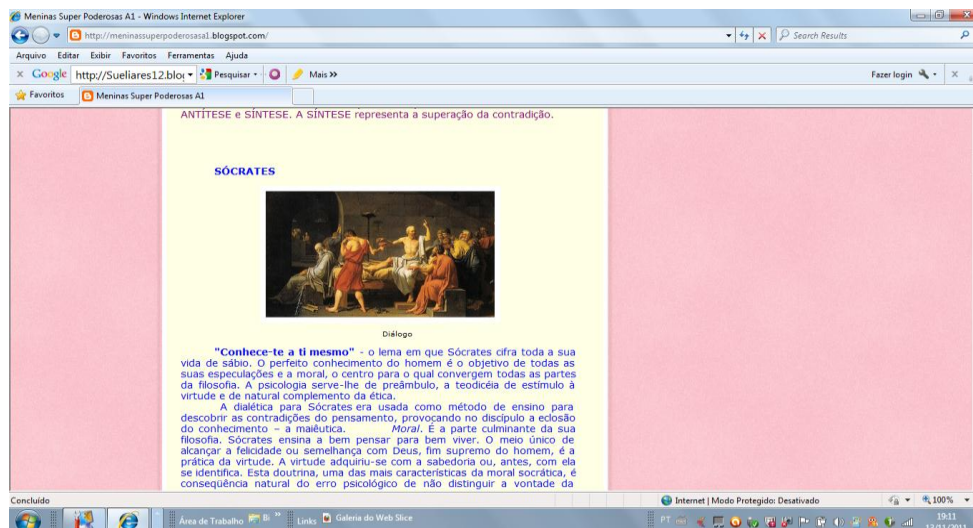 Meninas Super Poderosas A1 - Windows Internet Explorer
http://meninassuperpoderosasa1.blogspot.com/
Search Results
Arquivo Editar Exibir Favoritos Ferramentas Ajuda
x Google http://Sueliares12.blog Pesquisar Mais >> Fazer login x
Favoritos Meninas Super Poderosas A1
ANTÍTESE e SÍNTESE. A SÍNTESE representa a superação da contradição.
SÓCRATES
Diálogo
"Conhece-te a ti mesmo" - o lema em que Sócrates cifra toda a sua
vida de sábio. O perfeito conhecimento do homem é o objetivo de todas as
suas especulações e a moral, o centro para o qual convergem todas as partes
da filosofia. A psicologia serve-lhe de preâmbulo, a teodicéia de estímulo à
virtude e de natural complemento da ética.
A dialética para Sócrates era usada como método de ensino para
descobrir as contradições do pensamento, provocando no discípulo a eclosão
do conhecimento – a maiêutica. Moral. É a parte culminante da sua
filosofia. Sócrates ensina a bem pensar para bem viver. O meio único de
alcançar a felicidade ou semelhança com Deus, fim supremo do homem, é a
prática da virtude. A virtude adquiriu-se com a sabedoria ou, antes, com ela
se identifica. Esta doutrina, uma das mais características da moral socrática, é
conseqüência natural do erro psicológico de não distinguir a vontade da
Concluído Internet | Modo Protegido: Desativado 100%
Área de Trabalho Bi >> Links Galeria do Web Slice PT 19:11